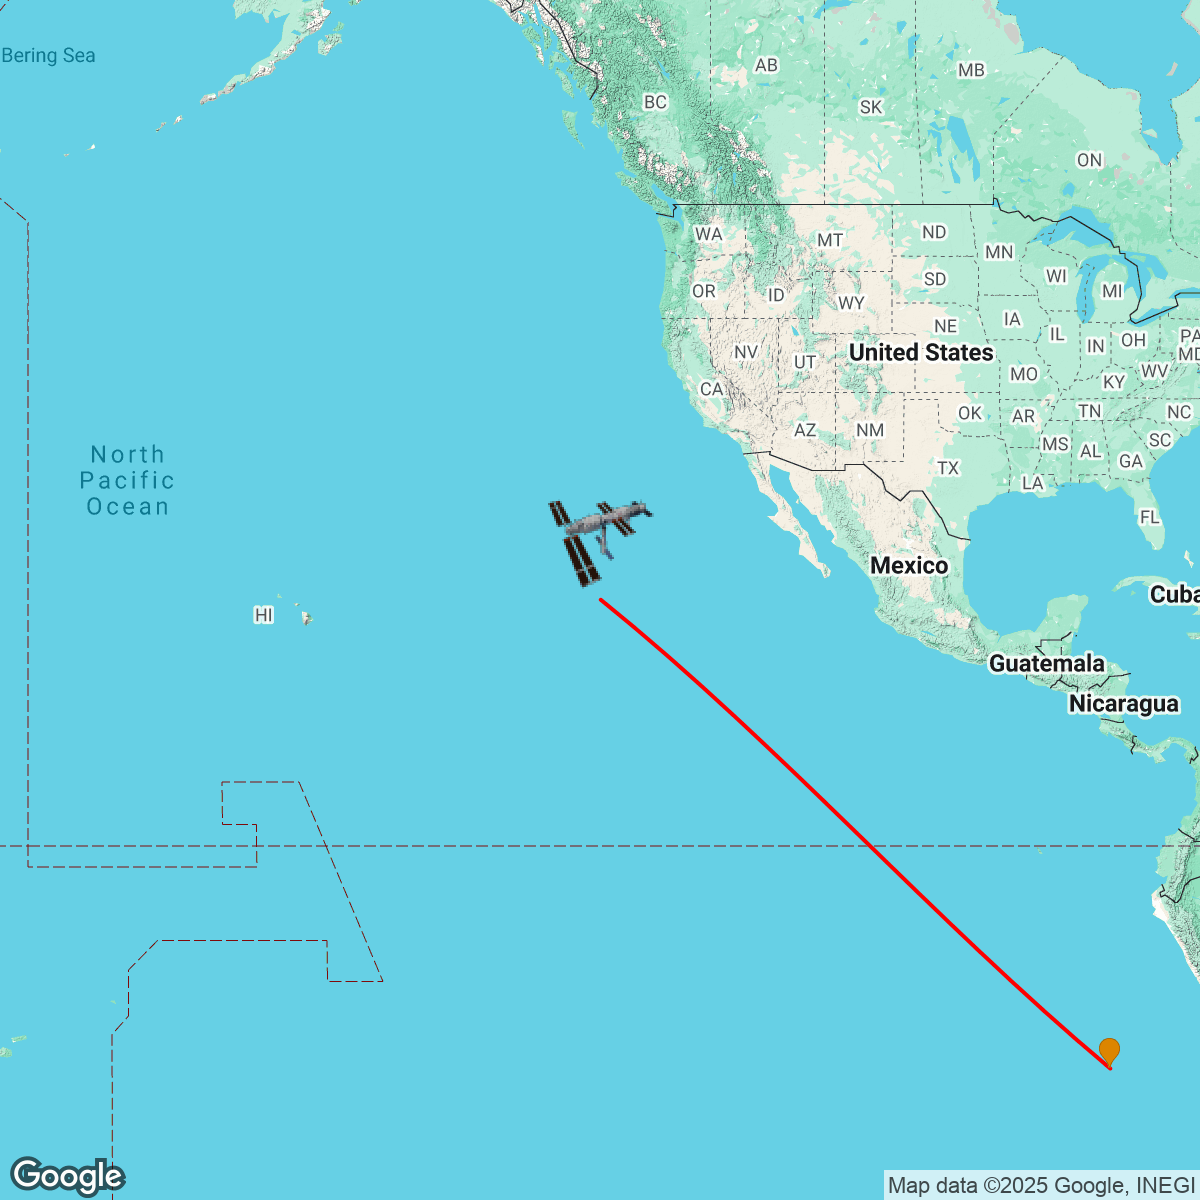 Bering Sea
AB
MB
BC
SK
ON
WA
MT
ND
MN
OR
ID
SD
WI
MI
WY
NE
IA
IL
IN
OH
PA
NV
UT
United States
MD
CA
MO
KY
WV
AZ
NM
OK
AR
TN
NC
MS
AL
SC
TX
GA
LA
FL
North
Pacific
Ocean
Mexico
HI
Cuba
Guatemala
Nicaragua
Google
Map data ©2025 Google, INEGI